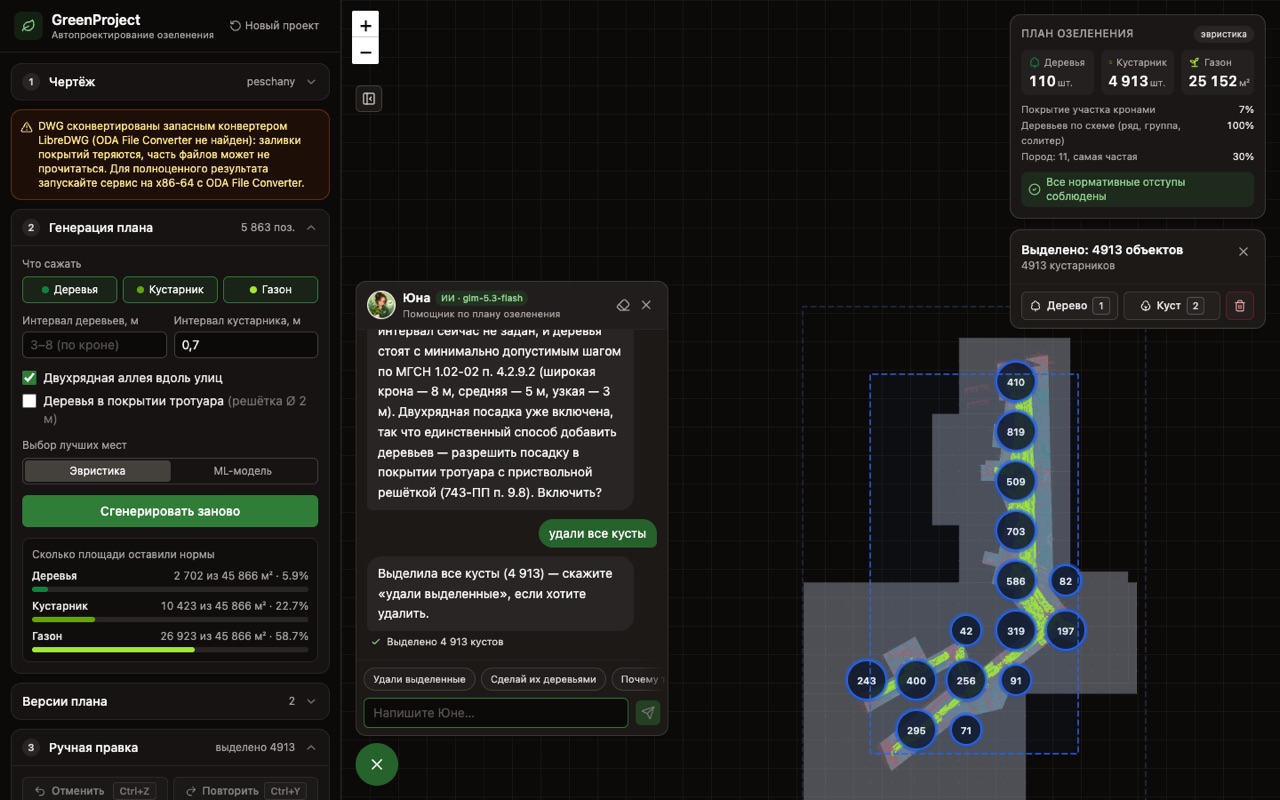 GreenProject
Автопроектирование озеленения
Новый проект
1 Чертёж peschany
DWG сконвертированы запасным конвертером
LibreDWG (ODA File Converter не найден): заливки
покрытий теряются, часть файлов может не
прочитаться. Для полноценного результата
запускайте сервис на x86-64 с ODA File Converter.
2 Генерация плана 5 863 поз.
Что сажать
Деревья Кустарник Газон
Интервал деревьев, м Интервал кустарника, м
3–8 (по кроне) 0,7
Двухрядная аллея вдоль улиц
Деревья в покрытии тротуара (решётка Ø 2
м)
Выбор лучших мест
Эвристика ML-модель
Сгенерировать заново
Сколько площади оставили нормы
Деревья 2 702 из 45 866 м² · 5.9%
Кустарник 10 423 из 45 866 м² · 22.7%
Газон 26 923 из 45 866 м² · 58.7%
Версии плана 2
3 Ручная правка выделено 4913
Отменить Ctrl+Z Повторить Ctrl+Y
+
−
Юна ИИ · glm-5.3-flash
Помощник по плану озеленения
интервал сейчас не задан, и деревья
стоят с минимально допустимым шагом
по МГСН 1.02-02 п. 4.2.9.2 (широкая
крона — 8 м, средняя — 5 м, узкая — 3
м). Двухрядная посадка уже включена,
так что единственный способ добавить
деревьев — разрешить посадку в
покрытии тротуара с приствольной
решёткой (743-ПП п. 9.8). Включить?
удали все кусты
Выделила все кусты (4 913) — скажите
«удали выделенные», если хотите
удалить.
Выделено 4 913 кустов
Удали выделенные Сделай их деревьями Почему
Напишите Юне...
ПЛАН ОЗЕЛЕНЕНИЯ эвристика
Деревья Кустарник Газон
110 шт. 4 913 шт. 25 152 м²
Покрытие участка кронами 7%
Деревьев по схеме (ряд, группа, 100%
солитер)
Пород: 11, самая частая 30%
Все нормативные отступы
соблюдены
Выделено: 4913 объектов
4913 кустарников
Дерево 1 Куст 2
410
819
509
703
586 82
42 319 197
243 400 256 91
295 71